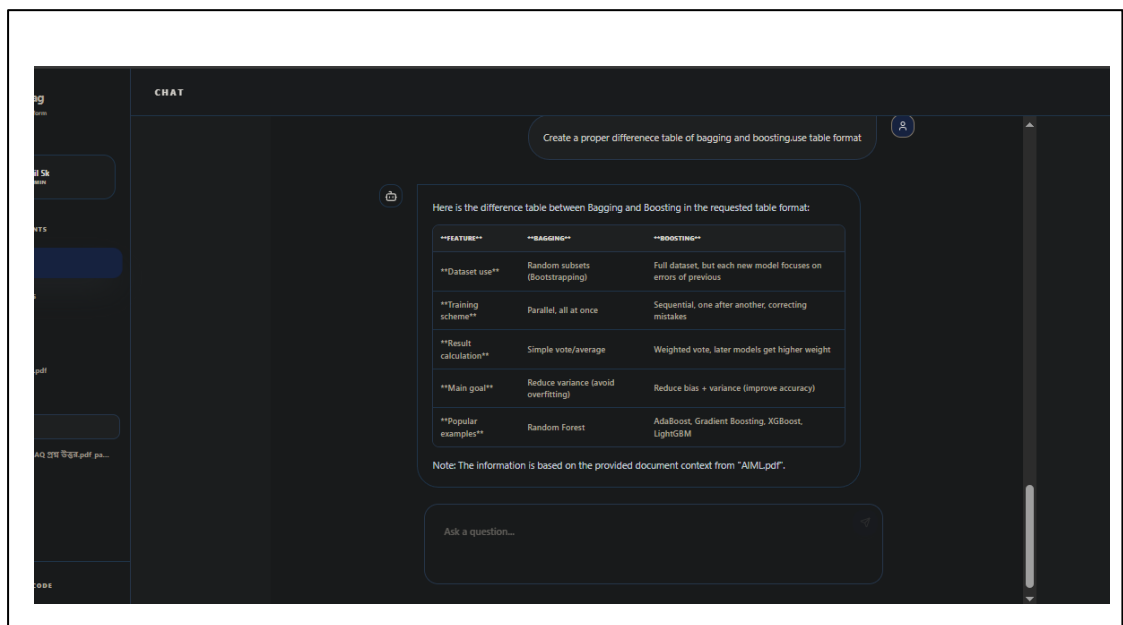 ag
CHAT
Create a proper differenece table of bagging and boosting.use table format
il Sk
MIN
Here is the difference table between Bagging and Boosting in the requested table format:
NTS
**FEATURE** **BAGGING** **BOOSTING**
**Dataset use** Random subsets (Bootstrapping) Full dataset, but each new model focuses on errors of previous
**Training scheme** Parallel, all at once Sequential, one after another, correcting mistakes
**Result calculation** Simple vote/average Weighted vote, later models get higher weight
.pdf
**Main goal** Reduce variance (avoid overfitting) Reduce bias + variance (improve accuracy)
**Popular examples** Random Forest AdaBoost, Gradient Boosting, XGBoost, LightGBM
AQ প্রশ্ন উত্তর.pdf pa...
Note: The information is based on the provided document context from "AIML.pdf".
Ask a question...
CODE